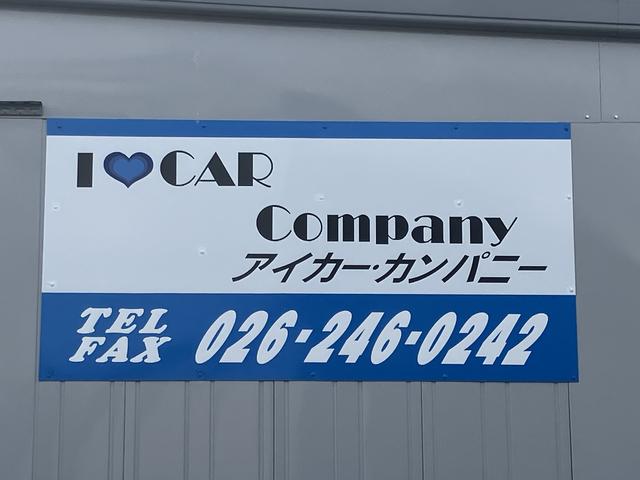 I💙CAR
Company
アイカー・カンパニー
TEL
FAX 026-246-0242